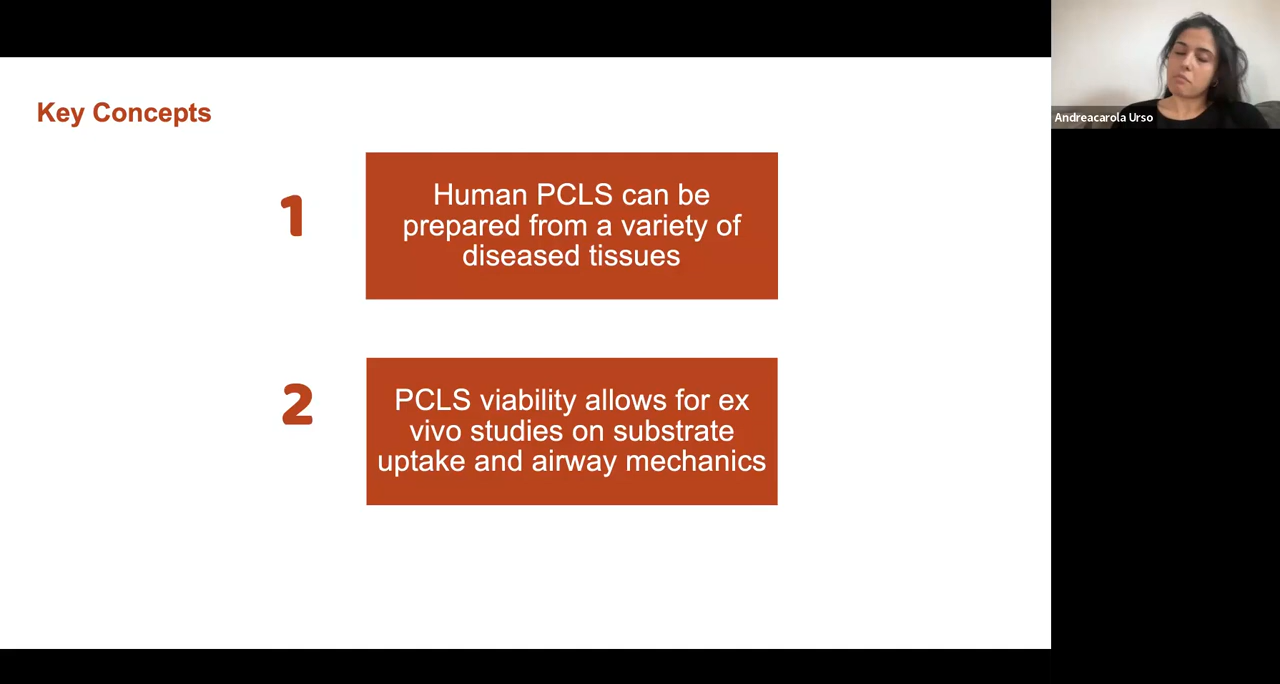 Key Concepts
1
Human PCLS can be
prepared from a variety of
diseased tissues
2
PCLS viability allows for ex
vivo studies on substrate
uptake and airway mechanics
Andreacarola Urso